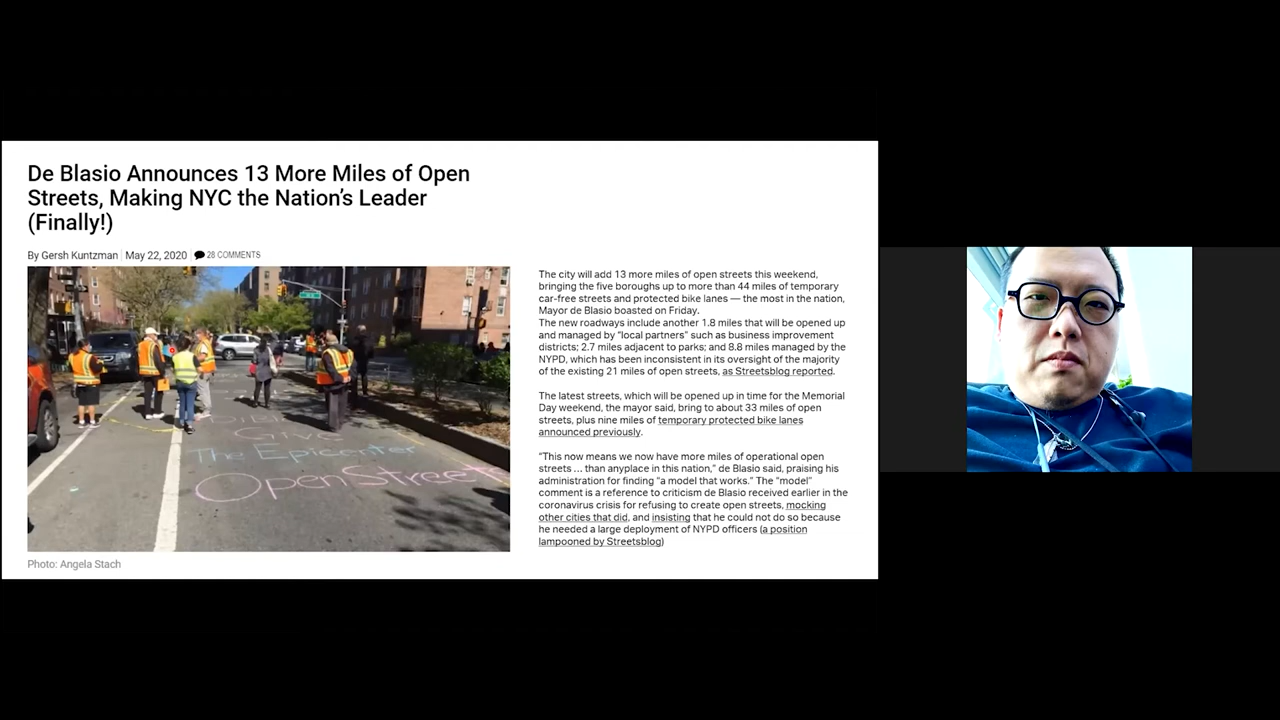 De Blasio Announces 13 More Miles of Open
Streets, Making NYC the Nation’s Leader
(Finally!)
By Gersh Kuntzman May 22, 2020 28 COMMENTS
Give
The Epicenter
Open Streets
Photo: Angela Stach
The city will add 13 more miles of open streets this weekend,
bringing the five boroughs up to more than 44 miles of temporary
car-free streets and protected bike lanes — the most in the nation,
Mayor de Blasio boasted on Friday.
The new roadways include another 1.8 miles that will be opened up
and managed by “local partners” such as business improvement
districts; 2.7 miles adjacent to parks; and 8.8 miles managed by the
NYPD, which has been inconsistent in its oversight of the majority
of the existing 21 miles of open streets, as Streetsblog reported.
The latest streets, which will be opened up in time for the Memorial
Day weekend, the mayor said, bring to about 33 miles of open
streets, plus nine miles of temporary protected bike lanes
announced previously.
“This now means we now have more miles of operational open
streets … than anyplace in this nation,” de Blasio said, praising his
administration for finding “a model that works.” The “model”
comment is a reference to criticism de Blasio received earlier in the
coronavirus crisis for refusing to create open streets, mocking
other cities that did, and insisting that he could not do so because
he needed a large deployment of NYPD officers (a position
lampooned by Streetsblog)